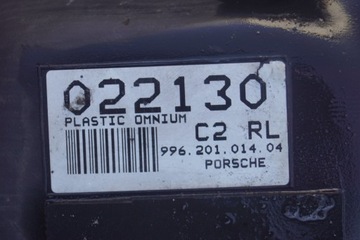 022130
PLASTIC OMNIUM
C2 RL
996.201.014.04
PORSCHE